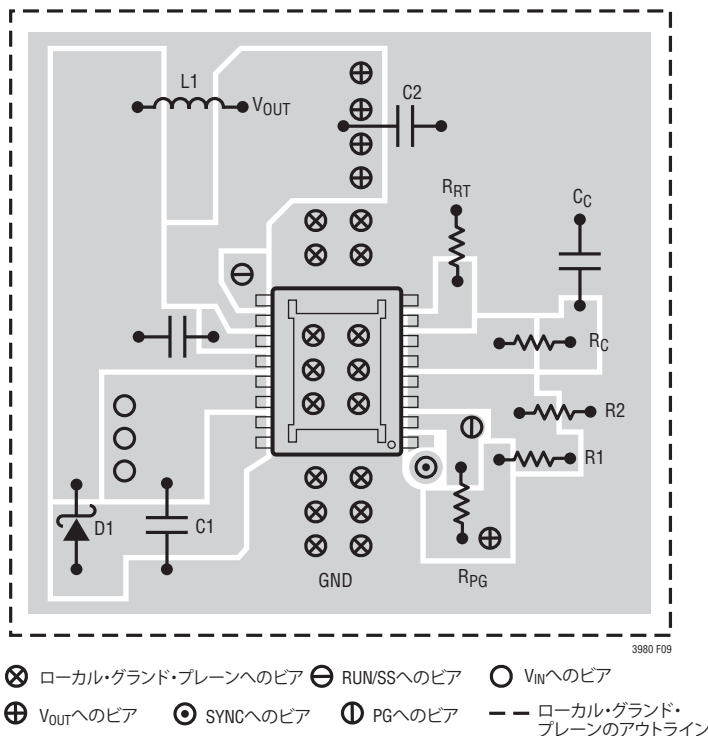 L1
VOUT
C2
RRT
CC
RC
R2
R1
D1
C1
GND
RPG
3980 F09
ローカル・グランド・プレーンへのビア
RUN/SSへのビア
VINへのビア
VOUTへのビア
SYNCへのビア
PGへのビア
ローカル・グランド・
プレーンのアウトライン